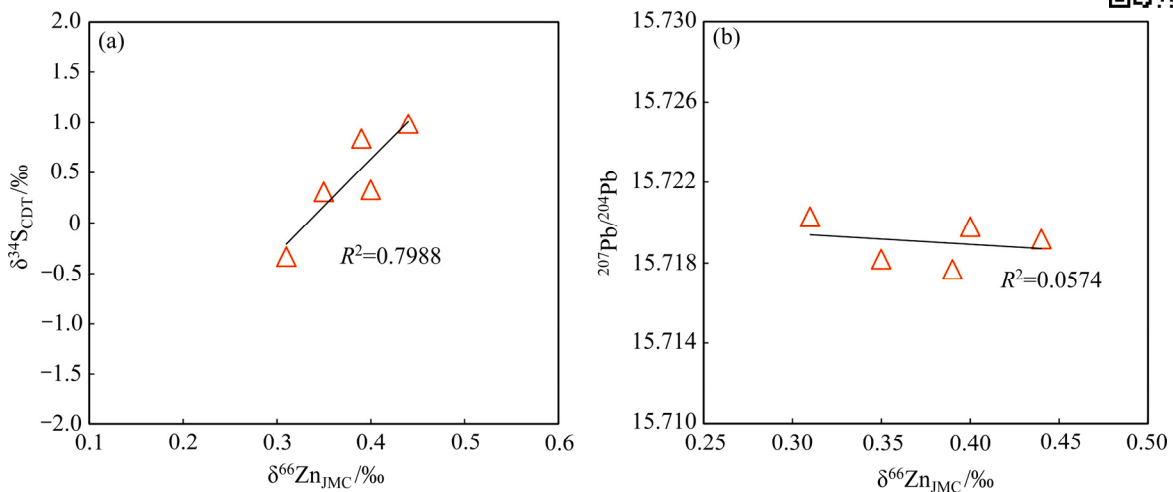 (a)
2.0
1.5
1.0
0.5
0
−0.5
−1.0
−1.5
−2.0
δ³⁴S_CDT/‰
R²=0.7988
0.1 0.2 0.3 0.4 0.5 0.6
δ⁶⁶Zn_JMC/‰
(b)
15.730
15.726
15.722
15.718
15.714
15.710
²⁰⁷Pb/²⁰⁴Pb
R²=0.0574
0.25 0.30 0.35 0.40 0.45 0.50
δ⁶⁶Zn_JMC/‰